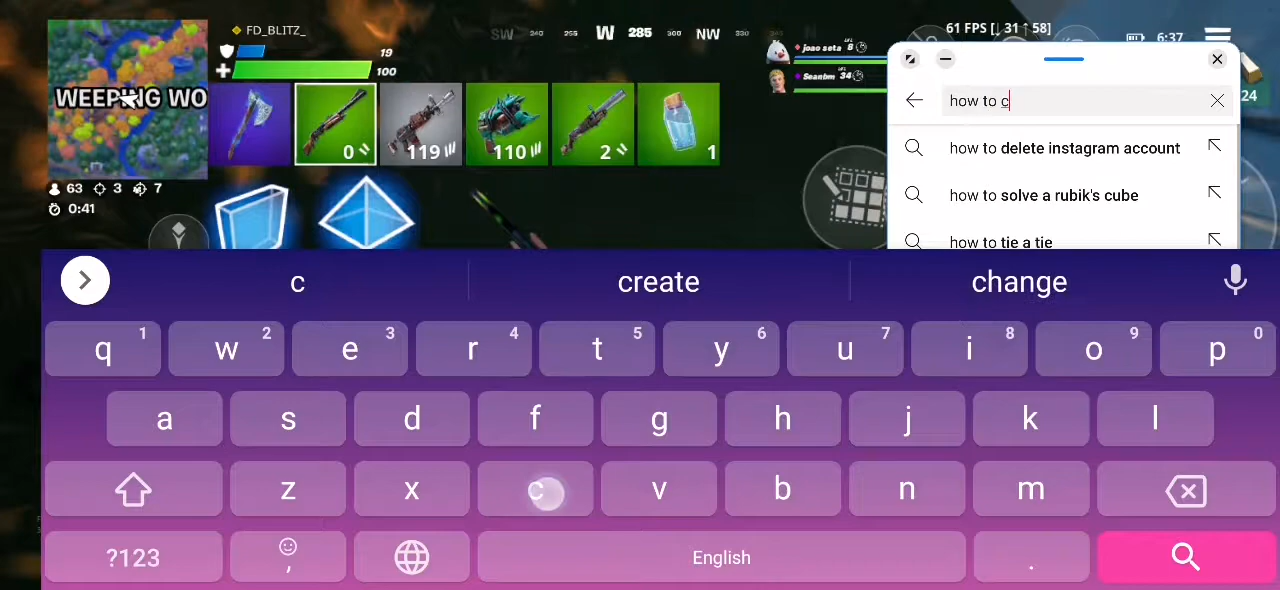 FD_BLITZ_
19
100
SW 240 255 W 285 300 NW 330
61 FPS [↓ 31 ↑ 58]
6:37
joao seta 8
Seanbm 34
24
WEEPING WO
0
119
110
2
1
63 3 7
0:41
how to c
how to delete instagram account
how to solve a rubik's cube
how to tie a tie
c create change
q 1 w 2 e 3 r 4 t 5 y 6 u 7 i 8 o 9 p 0
a s d f g h j k l
z x c v b n m
?123 , English .